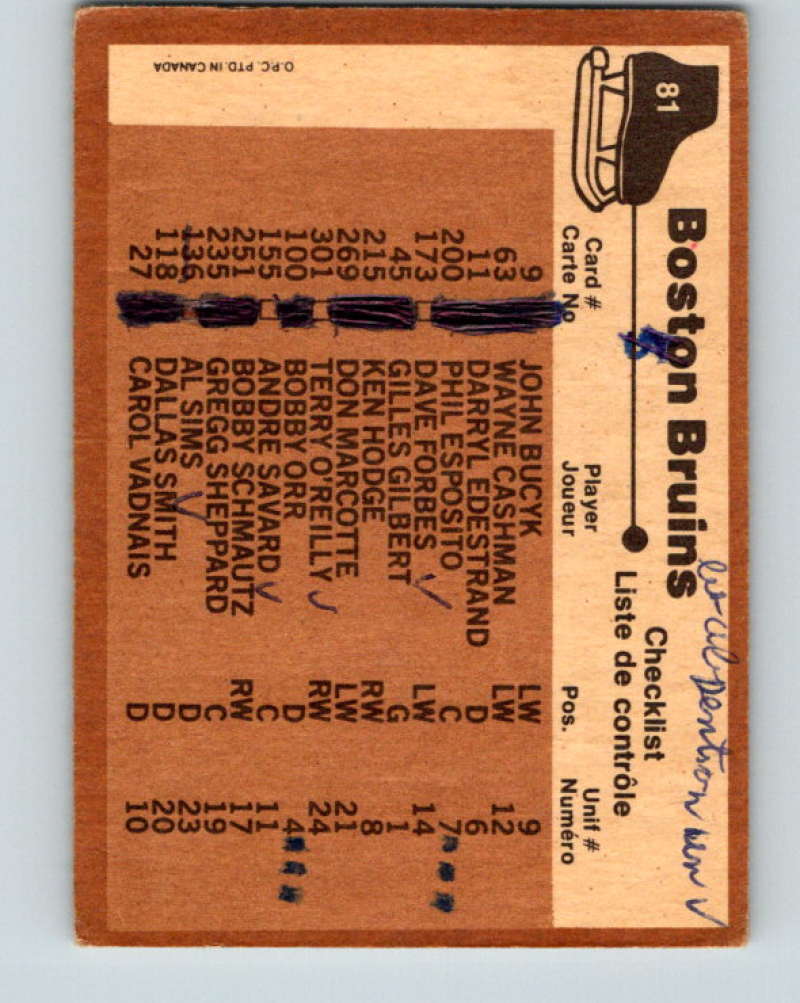 81
Boston Bruins
Checklist
Liste de contrôle
Card # Player Pos. Unif #
Carte No Joueur Numéro
9 JOHN BUCYK LW 9
63 WAYNE CASHMAN LW 12
11 DARRYL EDESTRAND D 6
200 PHIL ESPOSITO C 7
173 DAVE FORBES LW 14
45 GILLES GILBERT G 1
215 KEN HODGE RW 8
269 DON MARCOTTE LW 21
301 TERRY O'REILLY RW 24
100 BOBBY ORR D 4
155 ANDRE SAVARD C 11
251 BOBBY SCHMAUTZ RW 17
235 GREGG SHEPPARD C 19
136 AL SIMS D 23
118 DALLAS SMITH D 20
27 CAROL VADNAIS D 10
O.P.C. PTD. IN CANADA